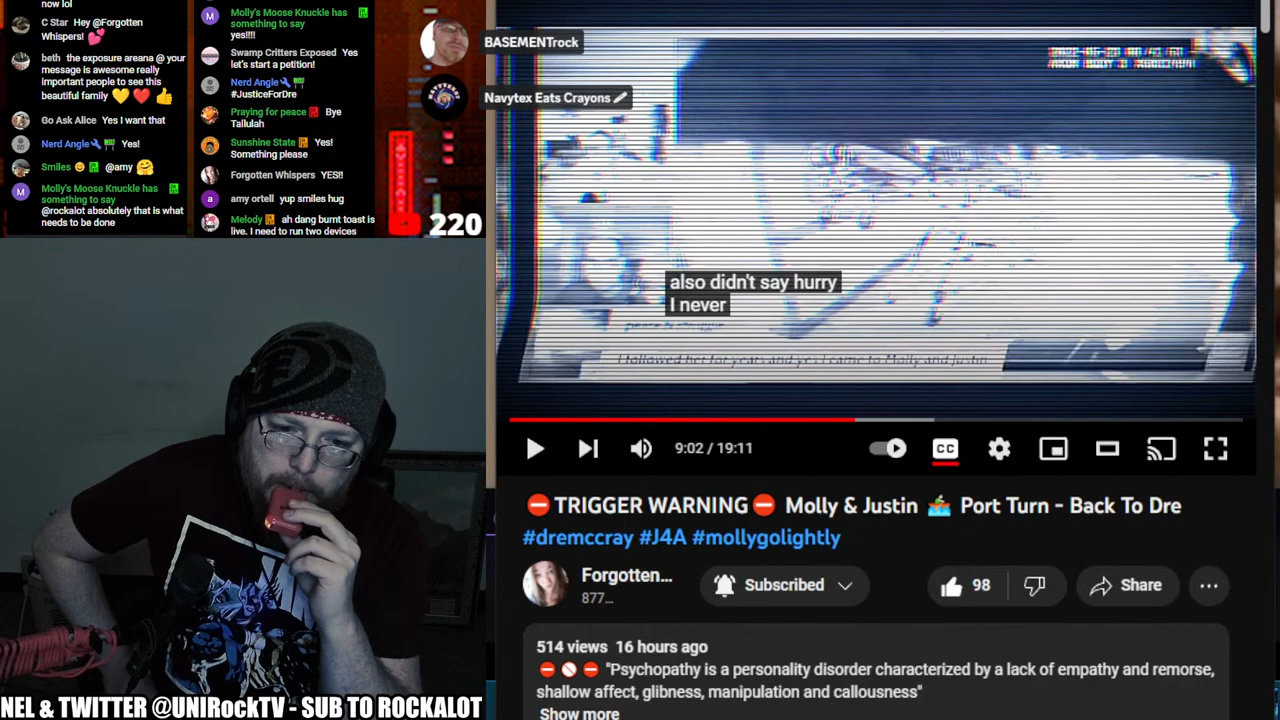 now lol
C Star Hey @Forgotten
Whispers! 💕
beth the exposure areana @ your
message is awesome really
important people to see this
beautiful family 💛 ❤️ 👍
Go Ask Alice Yes I want that
Nerd Angle Yes!
Smiles 😊 @amy 🤗
Molly's Moose Knuckle has
something to say
@rockalot absolutely that is what
needs to be done
Molly's Moose Knuckle has
something to say
yes!!!!
Swamp Critters Exposed Yes
let's start a petition!
Nerd Angle
#JusticeForDre
Praying for peace Bye
Tallulah
Sunshine State Yes!
Something please
Forgotten Whispers YES!!
amy ortell yup smiles hug
Melody ah dang burnt toast is
live. I need to run two devices
220
BASEMENTrock
Navytex Eats Crayons
NAVYTEX
also didn't say hurry
I never
I followed her for years and yes I came to Molly and Justin
9:02 / 19:11
CC
⛔TRIGGER WARNING⛔ Molly & Justin 🚣 Port Turn - Back To Dre
#dremccray #J4A #mollygolightly
Forgotten...
877...
Subscribed
98
Share
514 views 16 hours ago
⛔ 🚫 ⛔ "Psychopathy is a personality disorder characterized by a lack of empathy and remorse,
shallow affect, glibness, manipulation and callousness"
Show more
NEL & TWITTER @UNIRockTV - SUB TO ROCKALOT